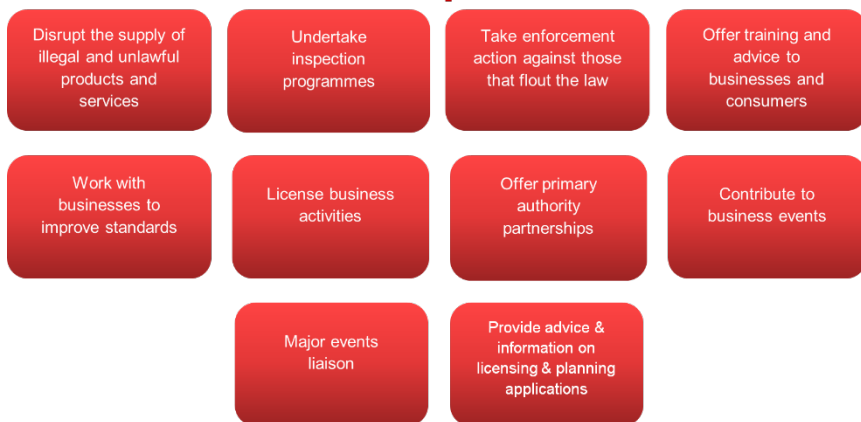 Disrupt the supply of
illegal and unlawful
products and
services
Undertake
inspection
programmes
Take enforcement
action against those
that flout the law
Offer training and
advice to
businesses and
consumers
Work with
businesses to
improve standards
License business
activities
Offer primary
authority
partnerships
Contribute to
business events
Major events
liaison
Provide advice &
information on
licensing & planning
applications